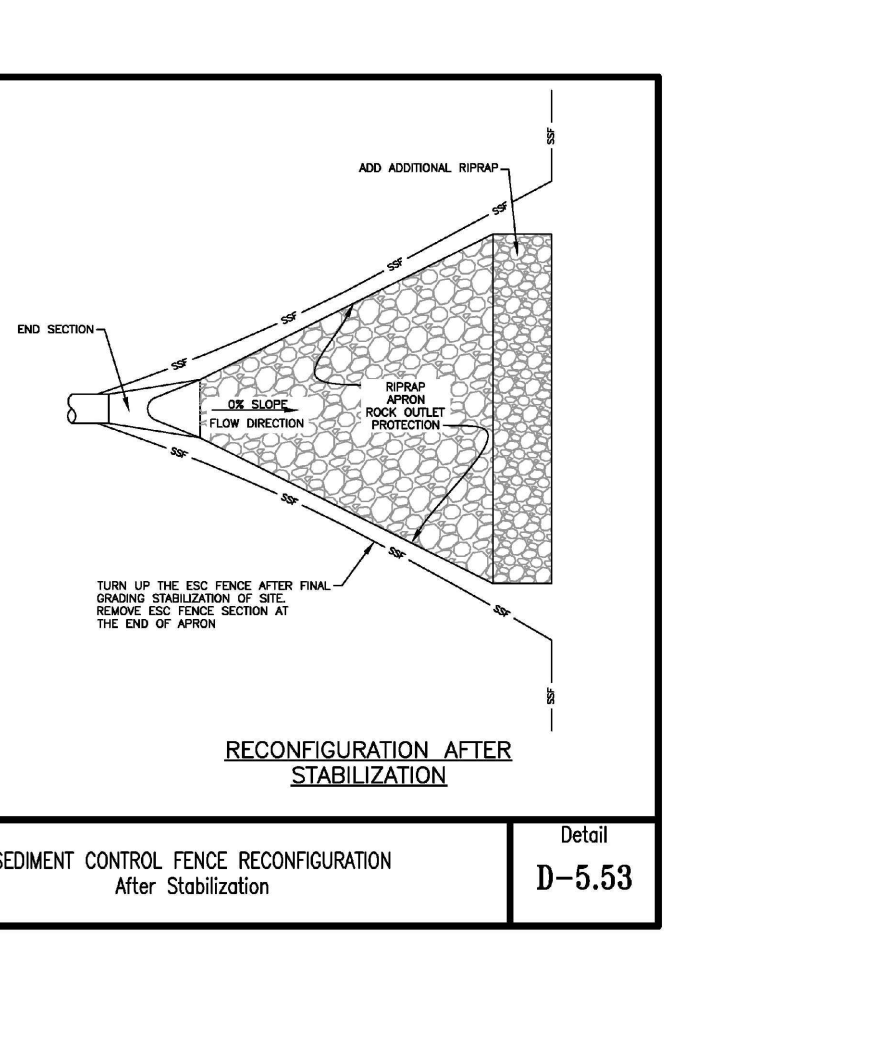 SSF
ADD ADDITIONAL RIPRAP
SSF
SSF
SSF
END SECTION
SSF
RIPRAP
APRON
ROCK OUTLET
PROTECTION
0% SLOPE
FLOW DIRECTION
SSF
SSF
SSF
TURN UP THE ESC FENCE AFTER FINAL
GRADING STABILIZATION OF SITE.
REMOVE ESC FENCE SECTION AT
THE END OF APRON
SSF
SSF
RECONFIGURATION AFTER
STABILIZATION
SEDIMENT CONTROL FENCE RECONFIGURATION
After Stabilization
Detail
D-5.53